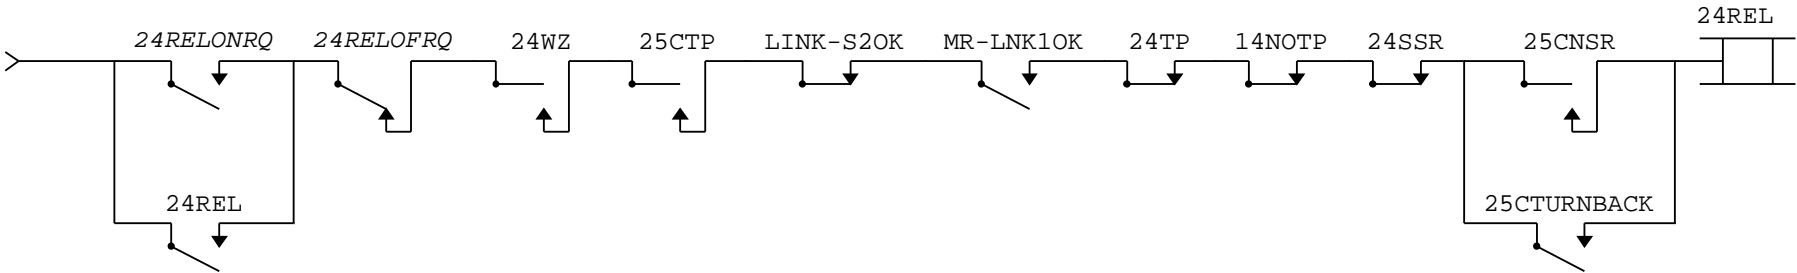 24REL
24RELONRQ 24RELOFRQ 24WZ 25CTP LINK-S2OK MR-LNK1OK 24TP 14NOTP 24SSR 25CNSR
24REL 25CTURNBACK